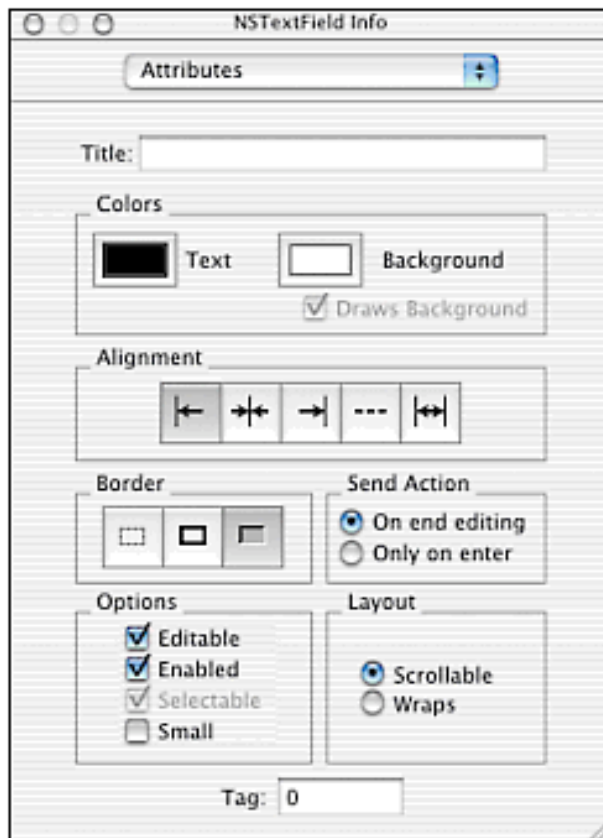 NSTextField Info
Attributes
Title:
Colors
Text
Background
Draws Background
Alignment
Border
Send Action
On end editing
Only on enter
Options
Layout
Editable
Enabled
Selectable
Small
Scrollable
Wraps
Tag: 0